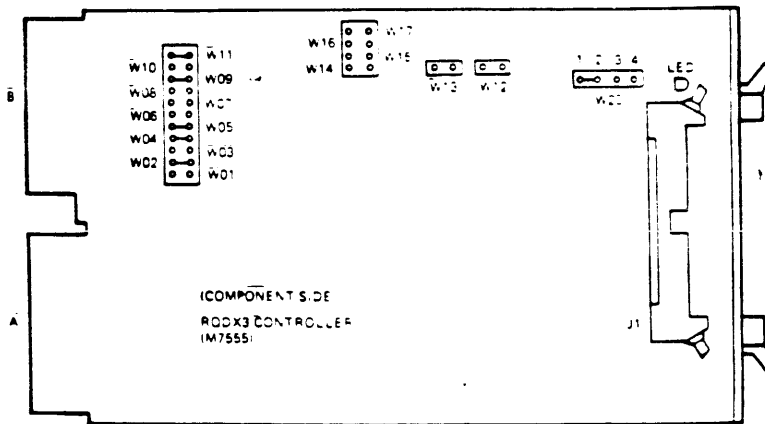 W17
W16
W15
W14
W13 W12
1 2 3 4
W23
LED
W11
W10
W09
W08
W07
W06
W05
W04
W03
W02
W01
B
A
(COMPONENT SIDE
RQDX3 CONTROLLER
(M7555)
J1